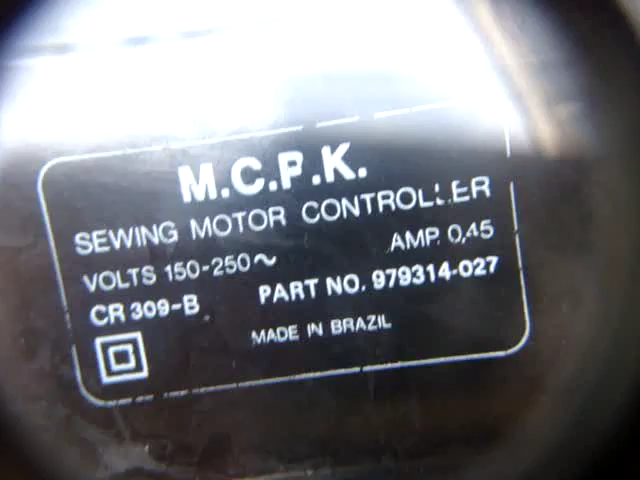 M.C.P.K.
SEWING MOTOR CONTROLLER
VOLTS 150-250~ AMP. 0,45
CR 309-B PART NO. 979314-027
MADE IN BRAZIL